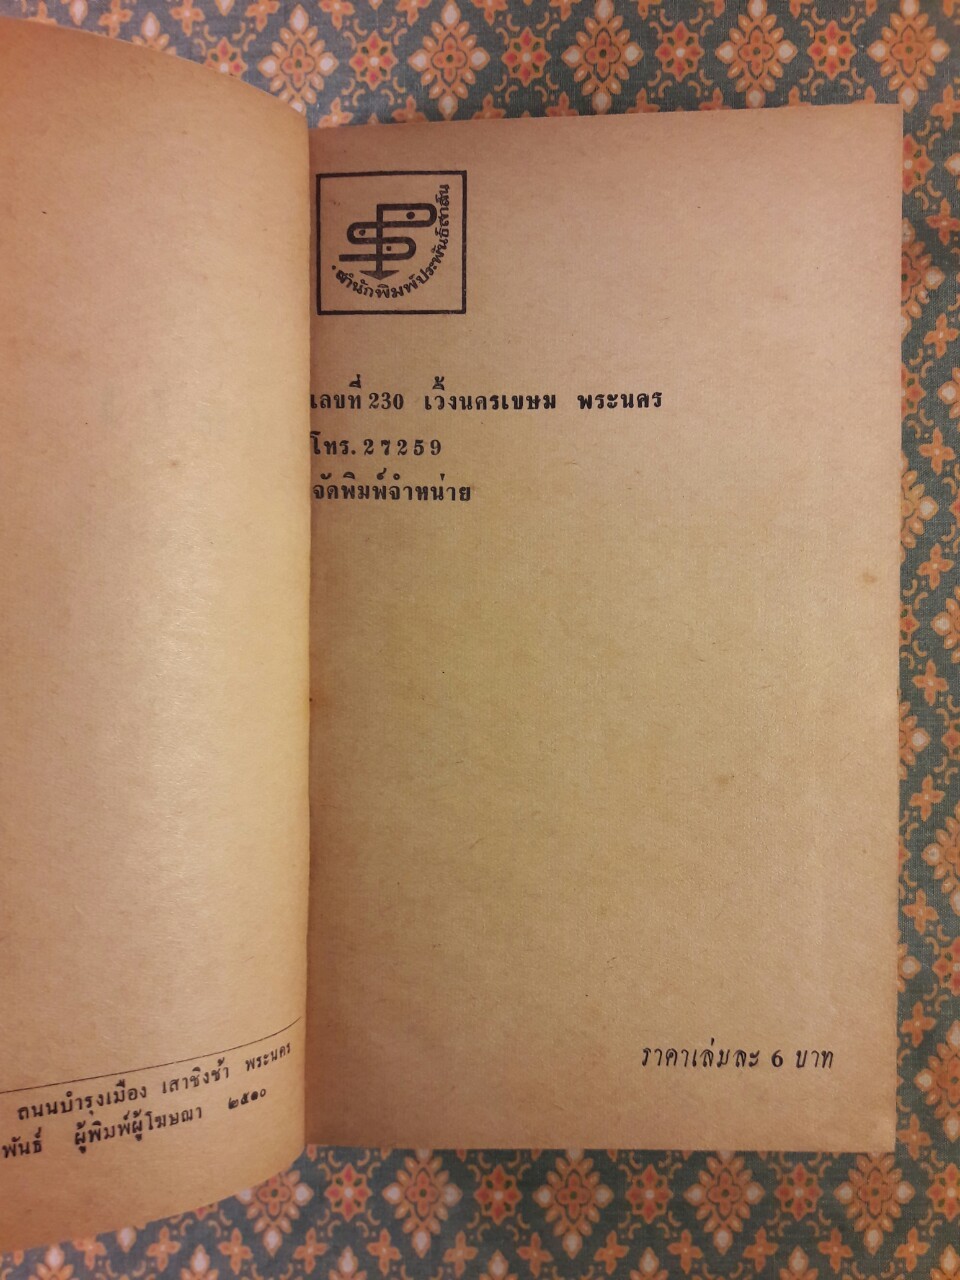 ถนนบำรุงเมือง เสาชิงช้า พระนคร
พันธ์ ผู้พิมพ์ผู้โฆษณา ๒๕๑๐
SP
สำนักพิมพ์ประพันธ์สาส์น
เลขที่ 230 เวิ้งนครเขษม พระนคร
โทร. 27259
จัดพิมพ์จำหน่าย
ราคาเล่มละ 6 บาท